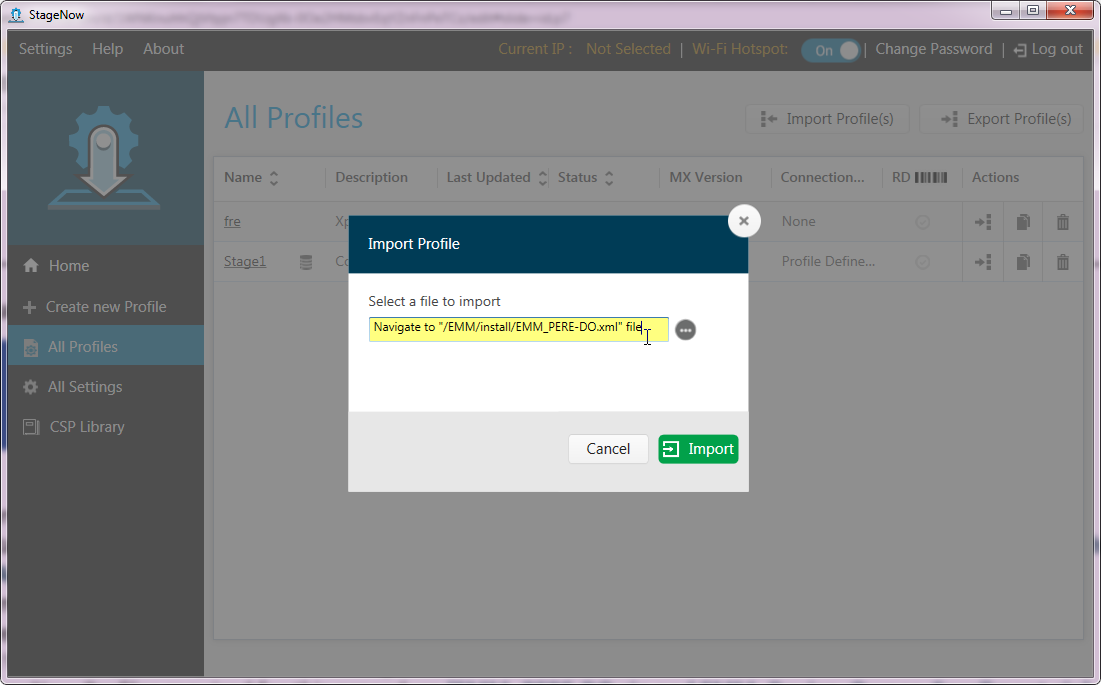 StageNow
Settings Help About Current IP : Not Selected | Wi-Fi Hotspot: On | Change Password | Log out
All Profiles
Import Profile(s) Export Profile(s)
Name Description Last Updated Status MX Version Connection... RD Actions
fre Xp None
Stage1 Co Profile Define...
Home
Create new Profile
All Profiles
All Settings
CSP Library
Import Profile
Select a file to import
Navigate to "/EMM/install/EMM_PERE-DO.xml" file
Cancel Import